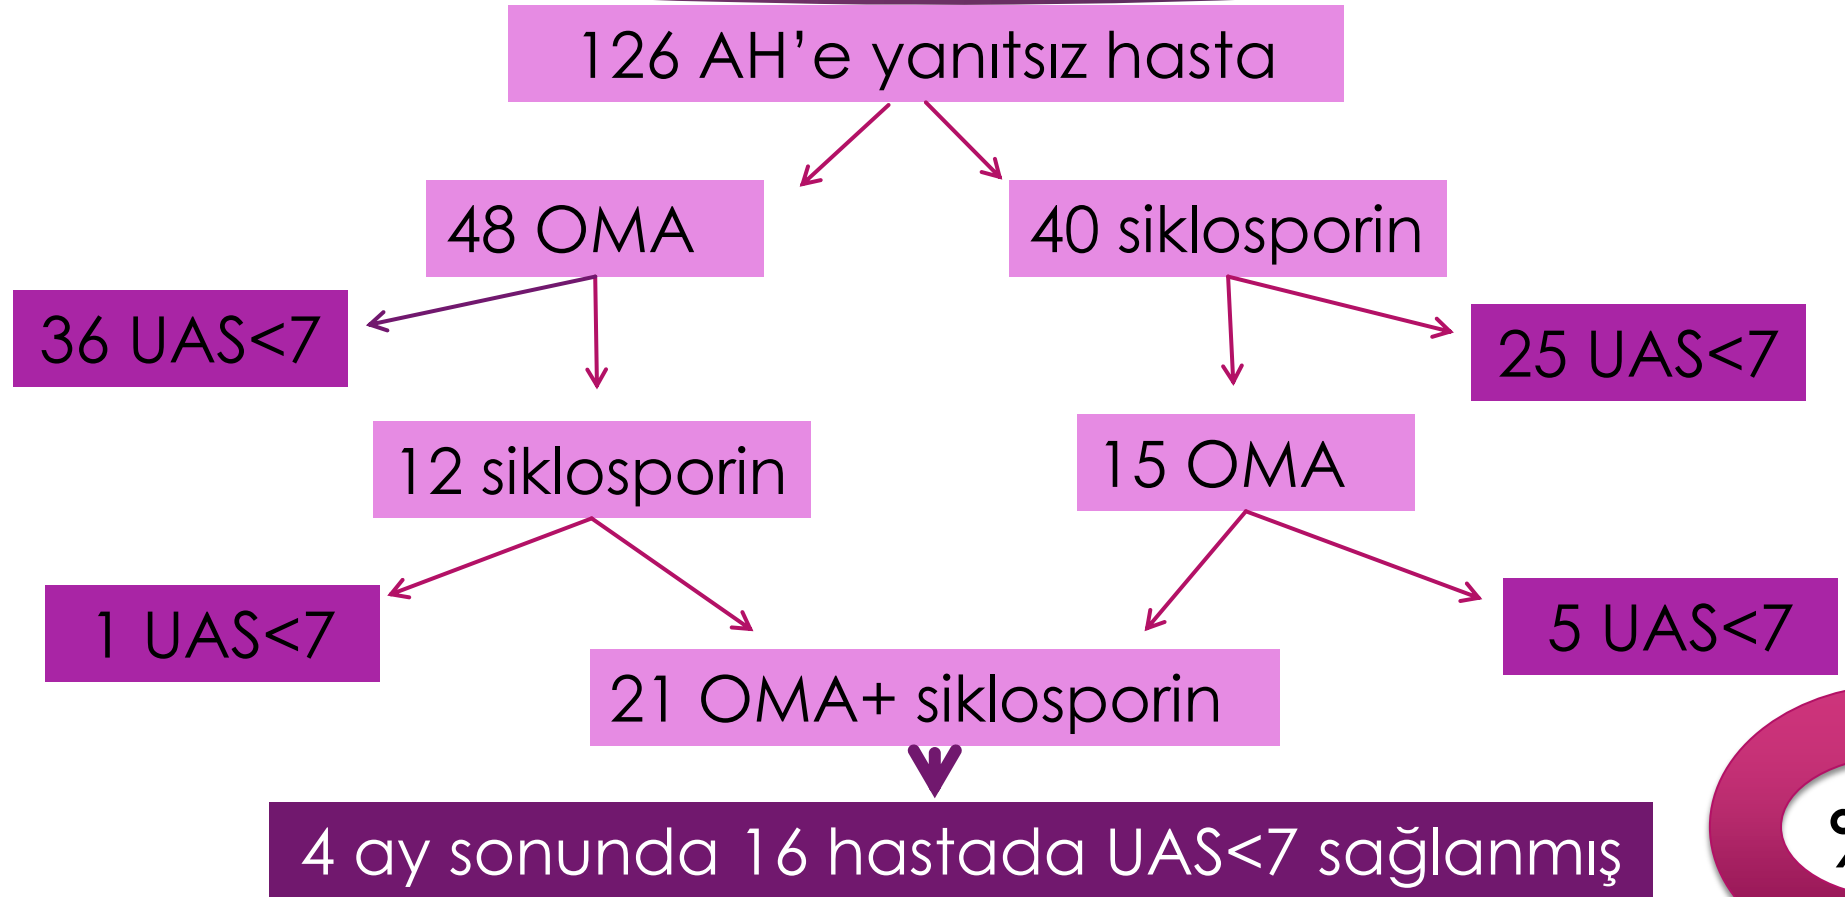 126 AH’e yanıtsız hasta
48 OMA
40 siklosporin
36 UAS<7
25 UAS<7
12 siklosporin
15 OMA
1 UAS<7
5 UAS<7
21 OMA+ siklosporin
4 ay sonunda 16 hastada UAS<7 sağlanmış